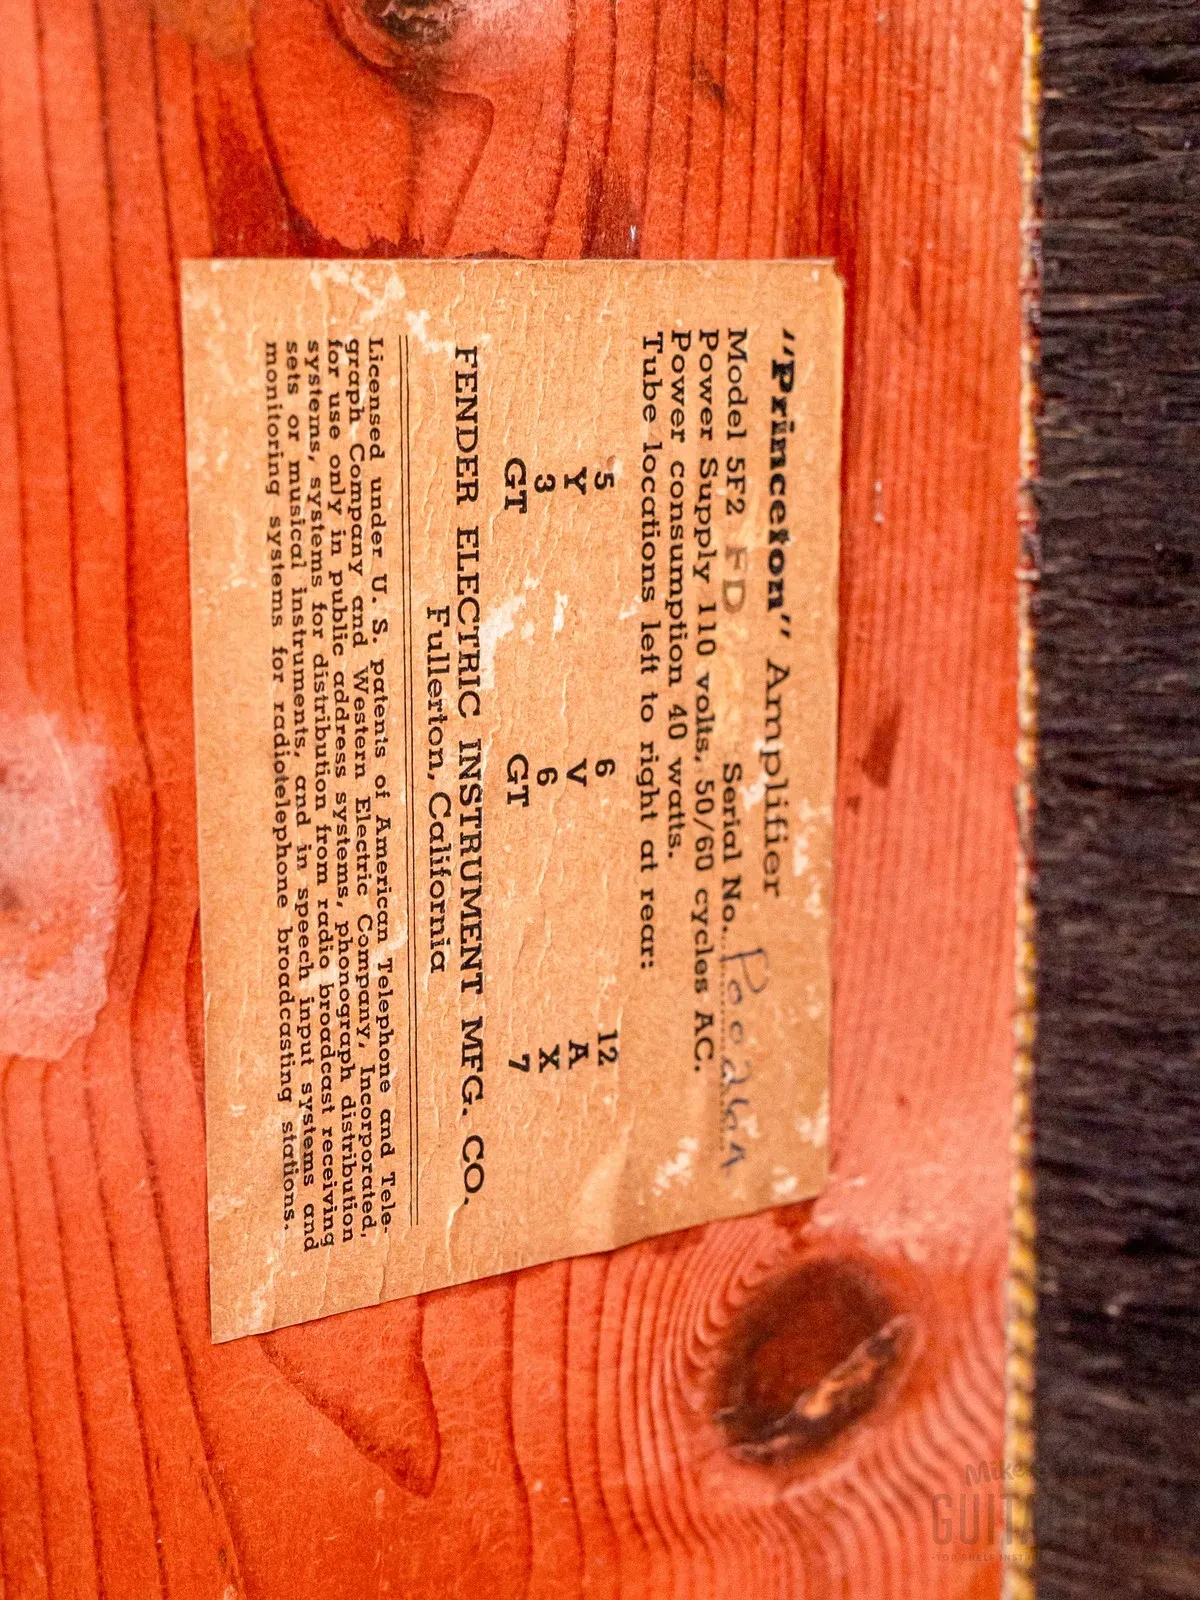 "Princeton" Amplifier
Model 5F2 FD Serial No.
Power Supply 110 volts, 50/60 cycles AC.
Power consumption 40 watts.
Tube locations left to right at rear:
5 6 12
Y V A
3 6 X
GT GT 7
FENDER ELECTRIC INSTRUMENT MFG. CO.
Fullerton, California
Licensed under U. S. patents of American Telephone and Tele-
graph Company and Western Electric Company, Incorporated,
for use only in public address systems, phonograph distribution
systems, systems for distribution from radio broadcast receiving
sets or musical instruments, and in speech input systems and
monitoring systems for radiotelephone broadcasting stations.